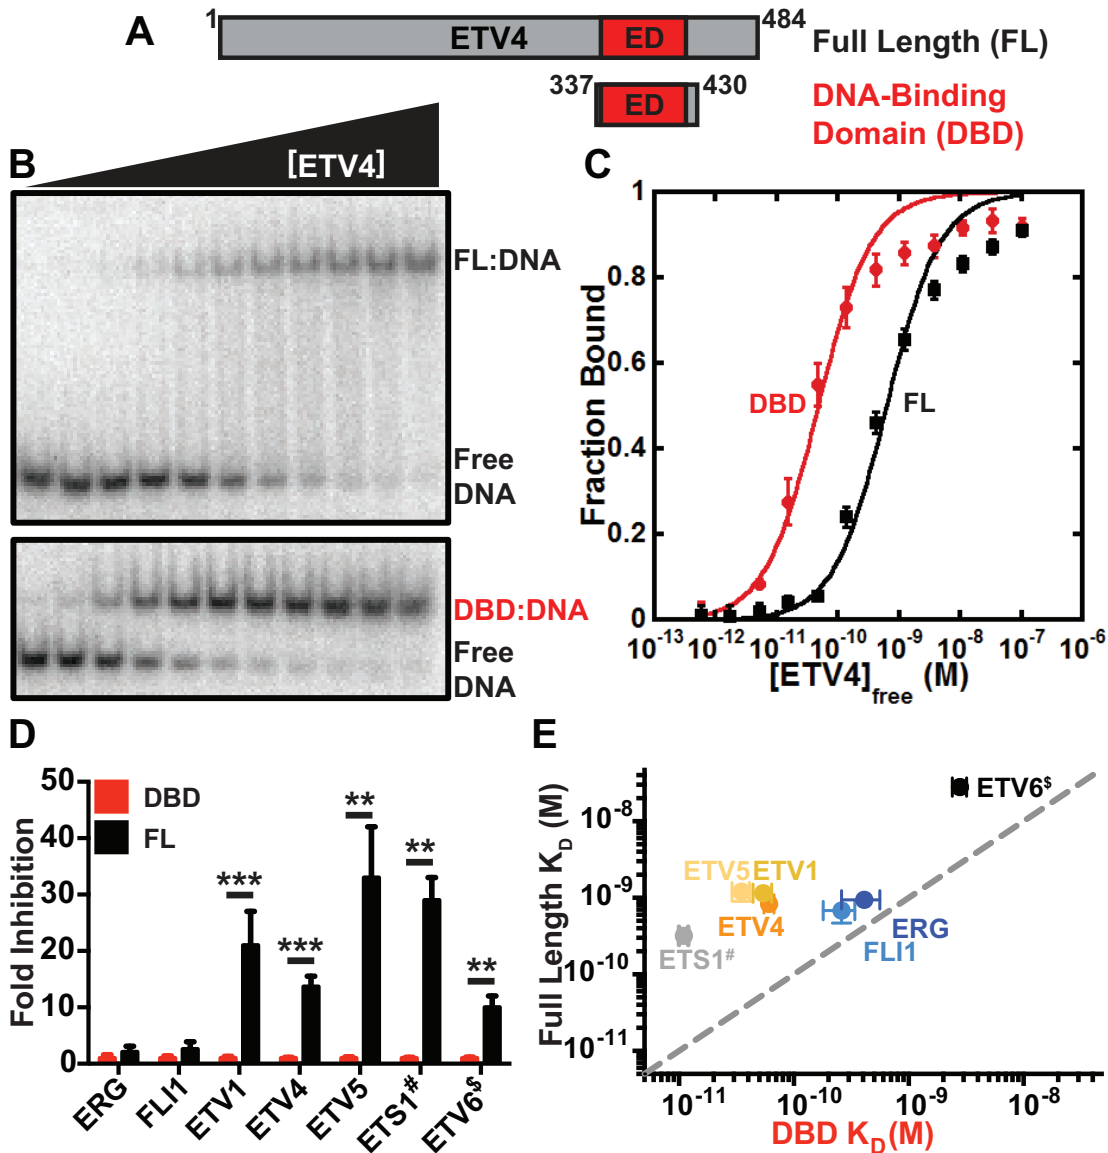 A
1
ETV4
ED
484
Full Length (FL)
337
ED
430
DNA-Binding
Domain (DBD)
B
[ETV4]
FL:DNA
Free
DNA
DBD:DNA
Free
DNA
C
Fraction Bound
1
0.8
0.6
0.4
0.2
0
DBD
FL
10-13
10-12
10-11
10-10
10-9
10-8
10-7
10-6
[ETV4]free (M)
D
Fold Inhibition
50
40
30
20
10
0
DBD
FL
***
***
**
**
**
ERG
FLI1
ETV1
ETV4
ETV5
ETS1#
ETV6$
E
Full Length KD (M)
10-8
10-9
10-10
10-11
ETV6$
ETV5
ETV1
ETV4
ETS1#
ERG
FLI1
10-11
10-10
10-9
10-8
DBD KD(M)